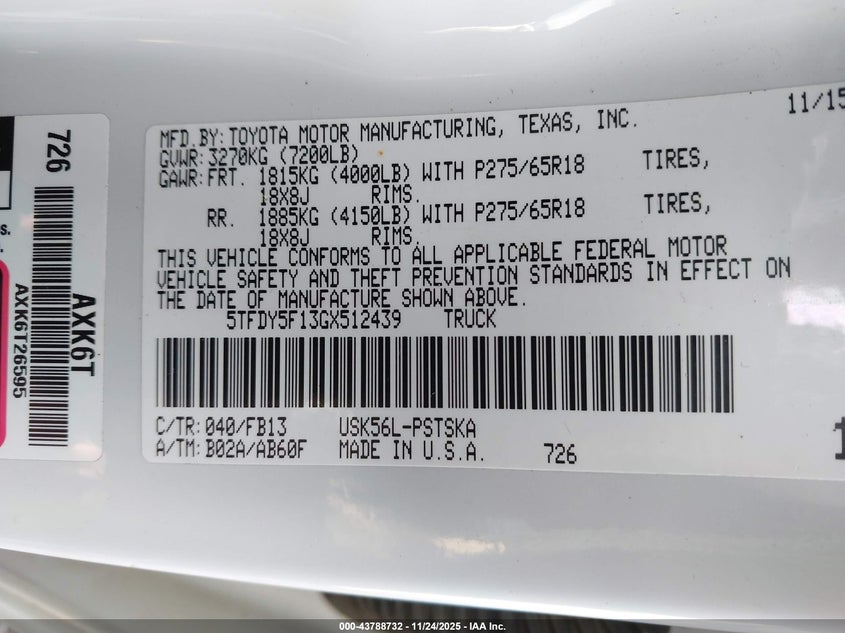 MFD.BY:TOYOTA MOTOR MANUFACTURING, TEXAS, INC. 11/15
GVWR:3270KG (7200LB)
GAWR:FRT. 1815KG (4000LB) WITH P275/65R18 TIRES,
18X8J RIMS.
RR. 1885KG (4150LB) WITH P275/65R18 TIRES,
18X8J RIMS.
THIS VEHICLE CONFORMS TO ALL APPLICABLE FEDERAL MOTOR
VEHICLE SAFETY AND THEFT PREVENTION STANDARDS IN EFFECT ON
THE DATE OF MANUFACTURE SHOWN ABOVE.
5TFDY5F13GX512439 TRUCK
C/TR:040/FB13 USK56L-PSTSKA
A/TM:B02A/AB60F MADE IN U.S.A. 726
726
AXK6T
AXK6T26595
000-43788732 - 11/24/2025 - IAA Inc.